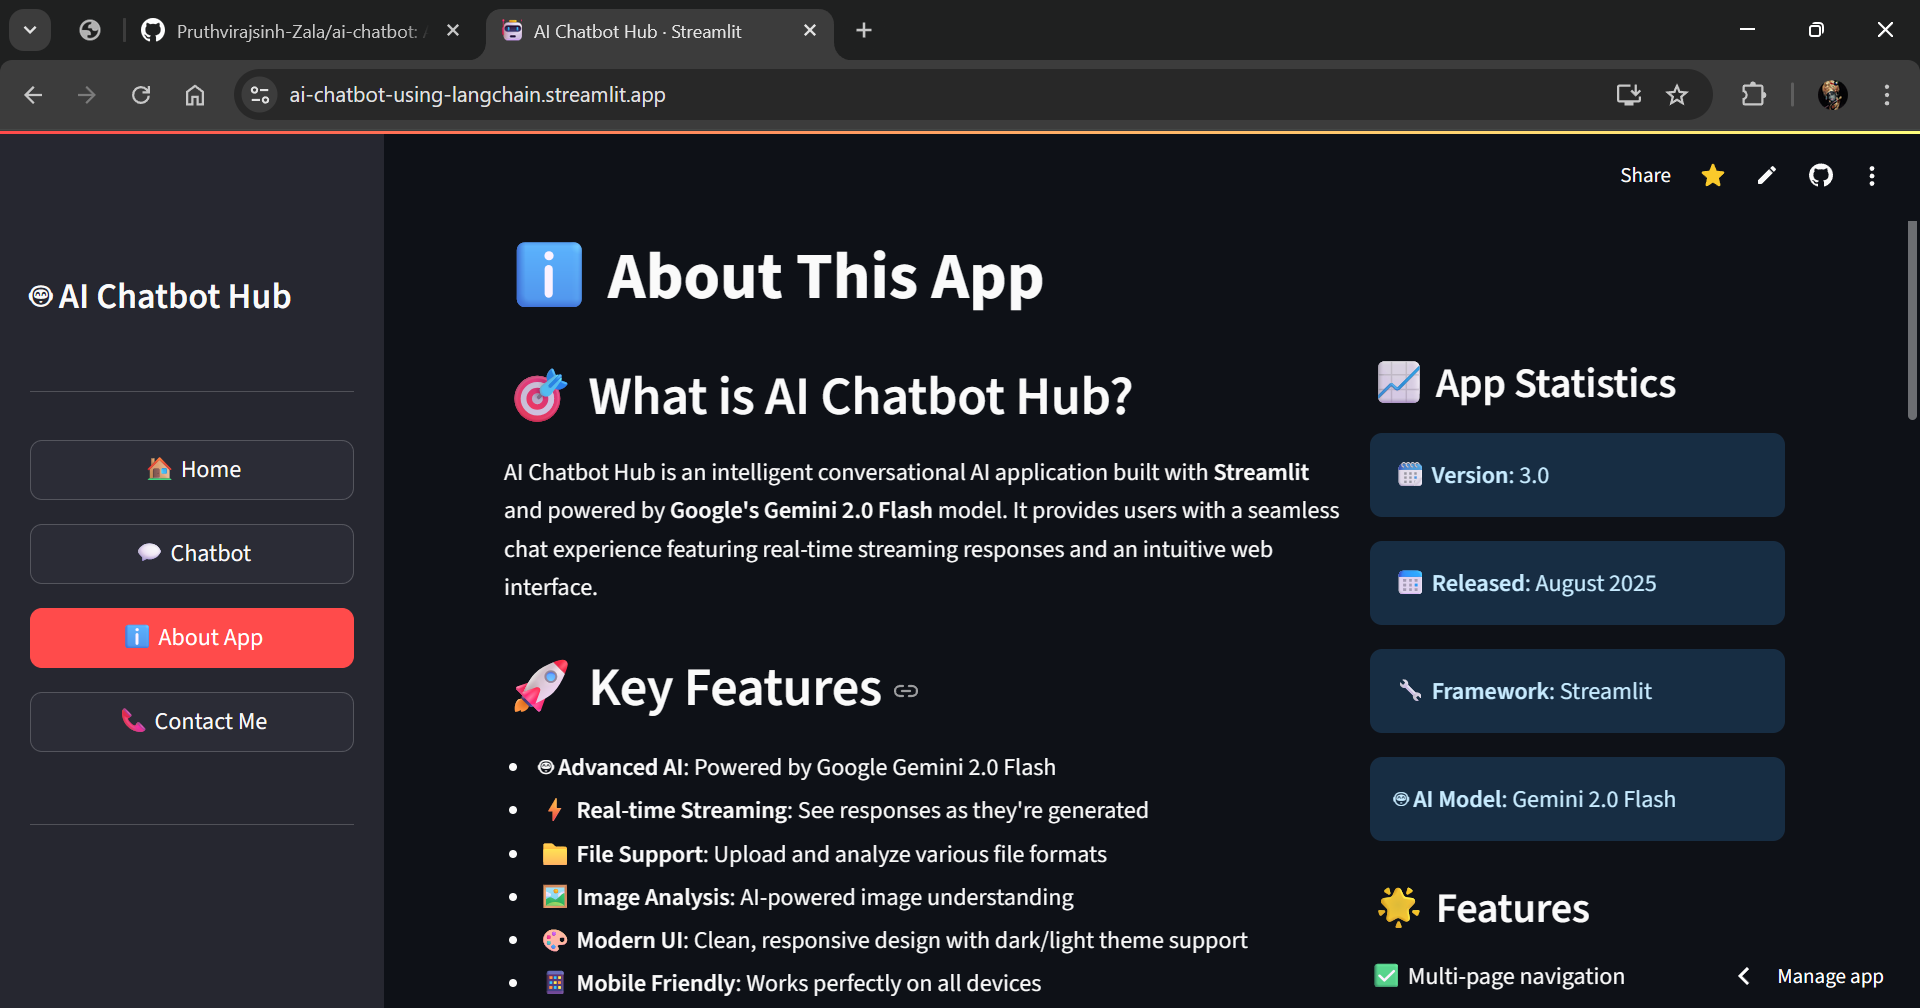 Pruthvirajsinh-Zala/ai-chatbot:
AI Chatbot Hub · Streamlit
ai-chatbot-using-langchain.streamlit.app
Share
AI Chatbot Hub
Home
Chatbot
About App
Contact Me
About This App
What is AI Chatbot Hub?
AI Chatbot Hub is an intelligent conversational AI application built with Streamlit
and powered by Google's Gemini 2.0 Flash model. It provides users with a seamless
chat experience featuring real-time streaming responses and an intuitive web
interface.
Key Features
Advanced AI: Powered by Google Gemini 2.0 Flash
Real-time Streaming: See responses as they're generated
File Support: Upload and analyze various file formats
Image Analysis: AI-powered image understanding
Modern UI: Clean, responsive design with dark/light theme support
Mobile Friendly: Works perfectly on all devices
App Statistics
Version: 3.0
Released: August 2025
Framework: Streamlit
AI Model: Gemini 2.0 Flash
Features
Multi-page navigation
Manage app